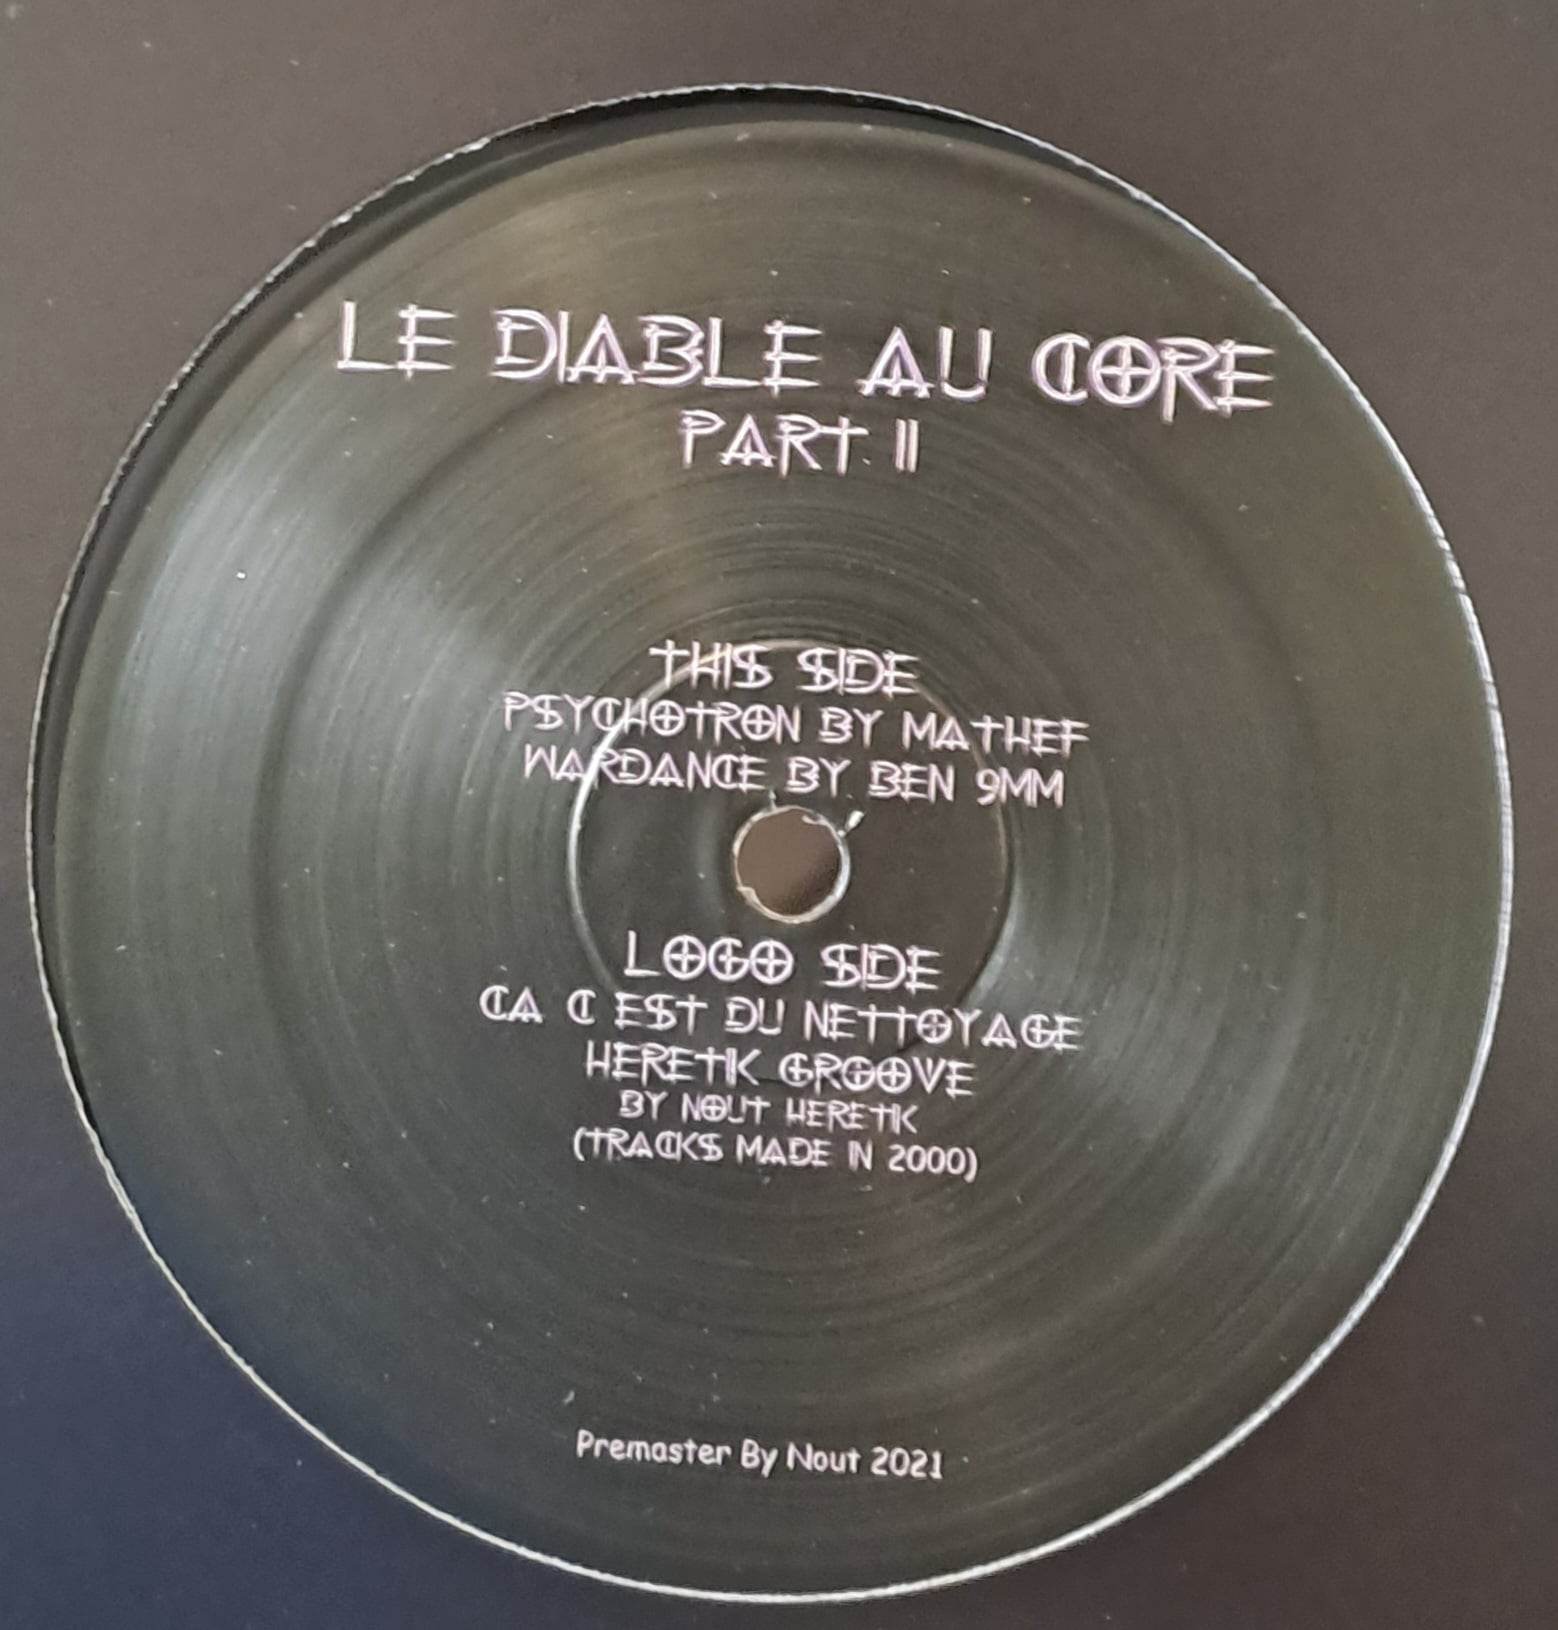 LE DIABLE AU CORE
PART II
THIS SIDE
PSYCHOTRON BY MATHEF
WARDANCE BY BEN 9MM
LOGO SIDE
CA C EST DU NETTOYAGE
HERETIK GROOVE
BY NOUT HERETIK
(TRACKS MADE IN 2000)
Premaster By Nout 2021